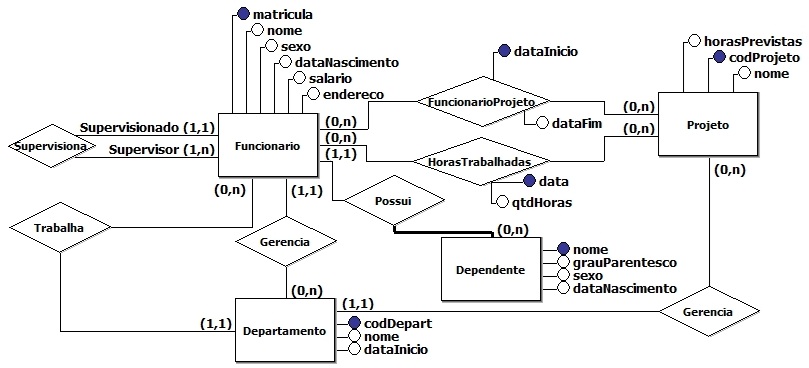 matricula
nome
sexo
dataNascimento
salario
endereco
dataInicio
horasPrevistas
codProjeto
nome
FuncionarioProjeto
(0,n)
(0,n)
dataFim
Supervisionado (1,1)
Supervisiona
Supervisor (1,n)
Funcionario
(0,n)
(1,1)
HorasTrabalhadas
(0,n)
Projeto
data
qtdHoras
(0,n)
(1,1)
(0,n)
Possui
Trabalha
Gerencia
(0,n)
Dependente
nome
grauParentesco
sexo
dataNascimento
(0,n)
(1,1)
(1,1)
Departamento
codDepart
nome
dataInicio
Gerencia